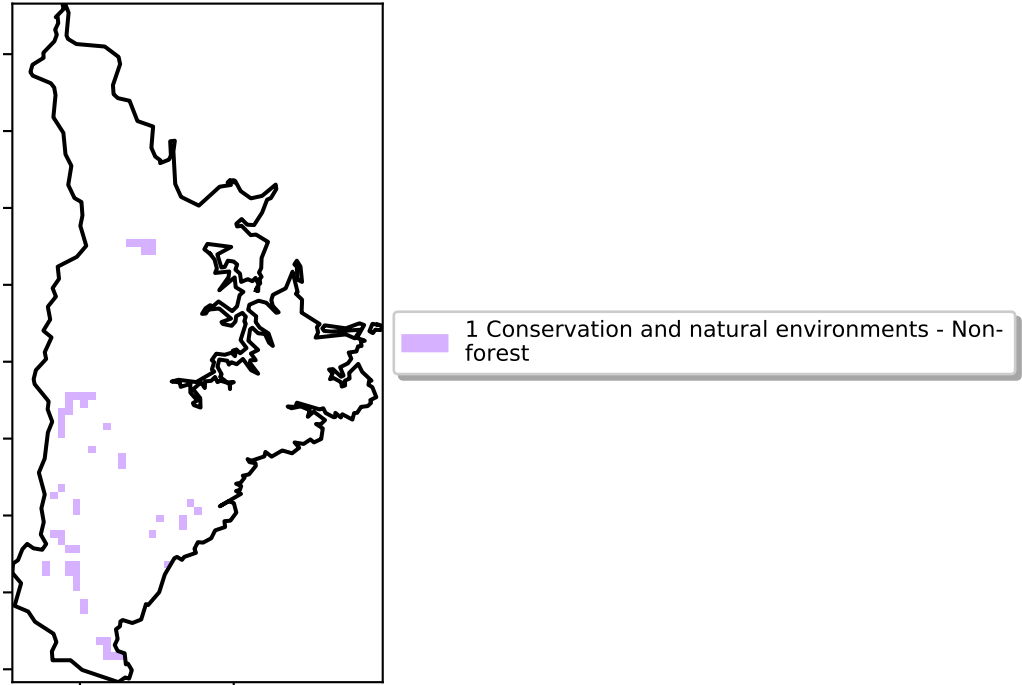 1 Conservation and natural environments - Non-
forest